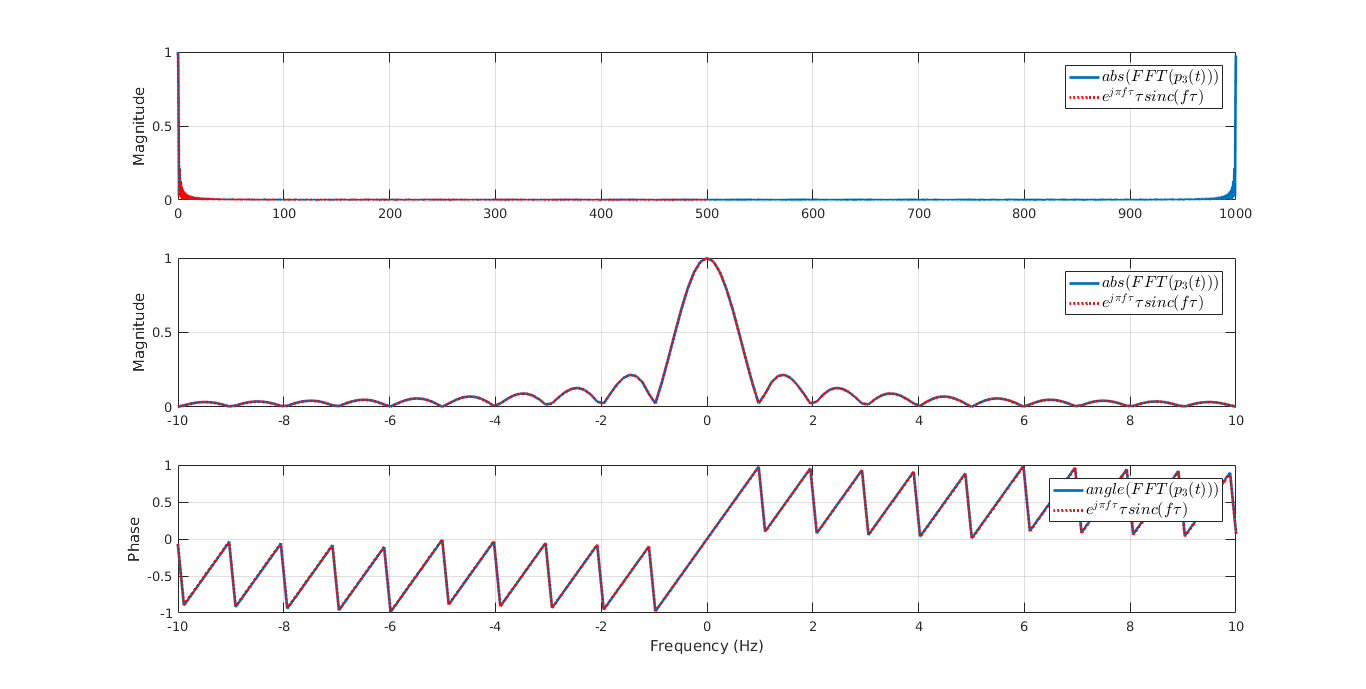 Magnitude
1
0.5
0
0 100 200 300 400 500 600 700 800 900 1000
abs(FFT(p₃(t)))
e^{jπfτ}τsinc(fτ)
Magnitude
1
0.5
0
-10 -8 -6 -4 -2 0 2 4 6 8 10
abs(FFT(p₃(t)))
e^{jπfτ}τsinc(fτ)
Phase
1
0.5
0
-0.5
-1
-10 -8 -6 -4 -2 0 2 4 6 8 10
angle(FFT(p₃(t)))
e^{jπfτ}τsinc(fτ)
Frequency (Hz)